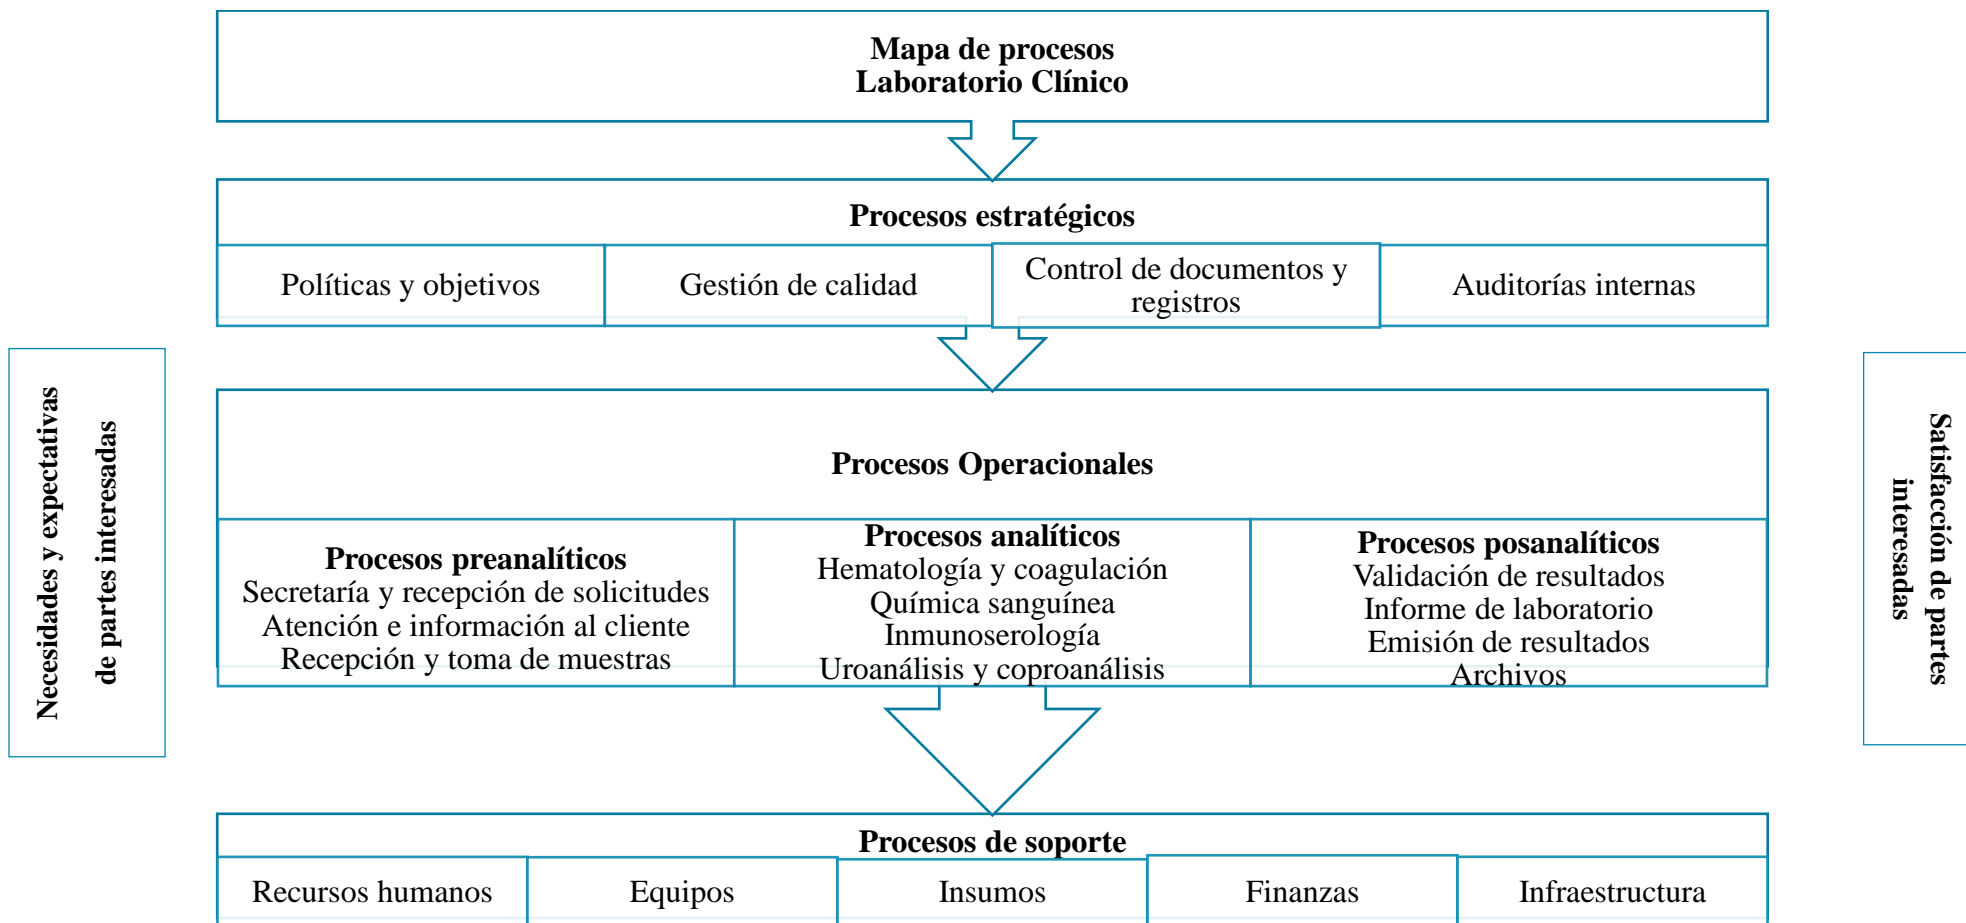 Mapa de procesos
Laboratorio Clínico
Procesos estratégicos
Políticas y objetivos
Gestión de calidad
Control de documentos y
registros
Auditorías internas
Necesidades y expectativas
de partes interesadas
Procesos Operacionales
Procesos preanalíticos
Secretaría y recepción de solicitudes
Atención e información al cliente
Recepción y toma de muestras
Procesos analíticos
Hematología y coagulación
Química sanguínea
Inmunoserología
Uroanálisis y coproanálisis
Procesos posanalíticos
Validación de resultados
Informe de laboratorio
Emisión de resultados
Archivos
Satisfacción de partes
interesadas
Procesos de soporte
Recursos humanos
Equipos
Insumos
Finanzas
Infraestructura